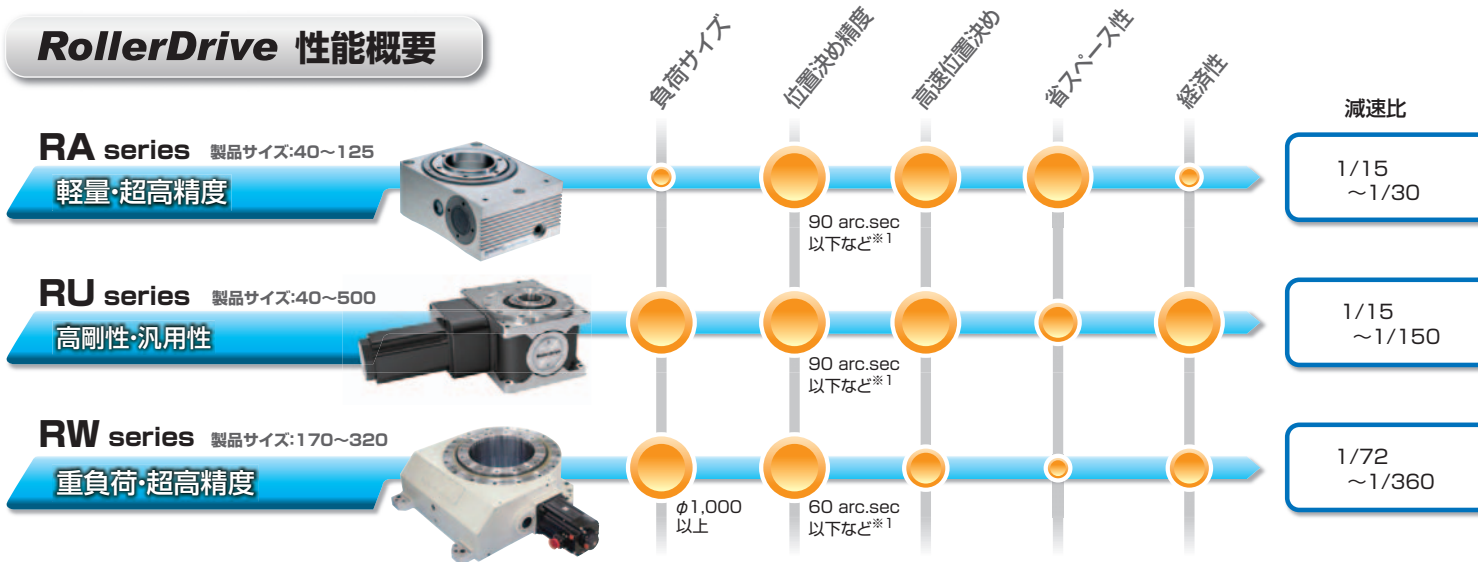 RollerDrive 性能概要
負荷サイズ
位置決め精度
高速位置決め
省スペース性
経済性
減速比
RA series 製品サイズ:40〜125
軽量・超高精度
90 arc.sec
以下など※1
1/15
〜1/30
RU series 製品サイズ:40〜500
高剛性・汎用性
90 arc.sec
以下など※1
1/15
〜1/150
RW series 製品サイズ:170〜320
重負荷・超高精度
φ1,000
以上
60 arc.sec
以下など※1
1/72
〜1/360